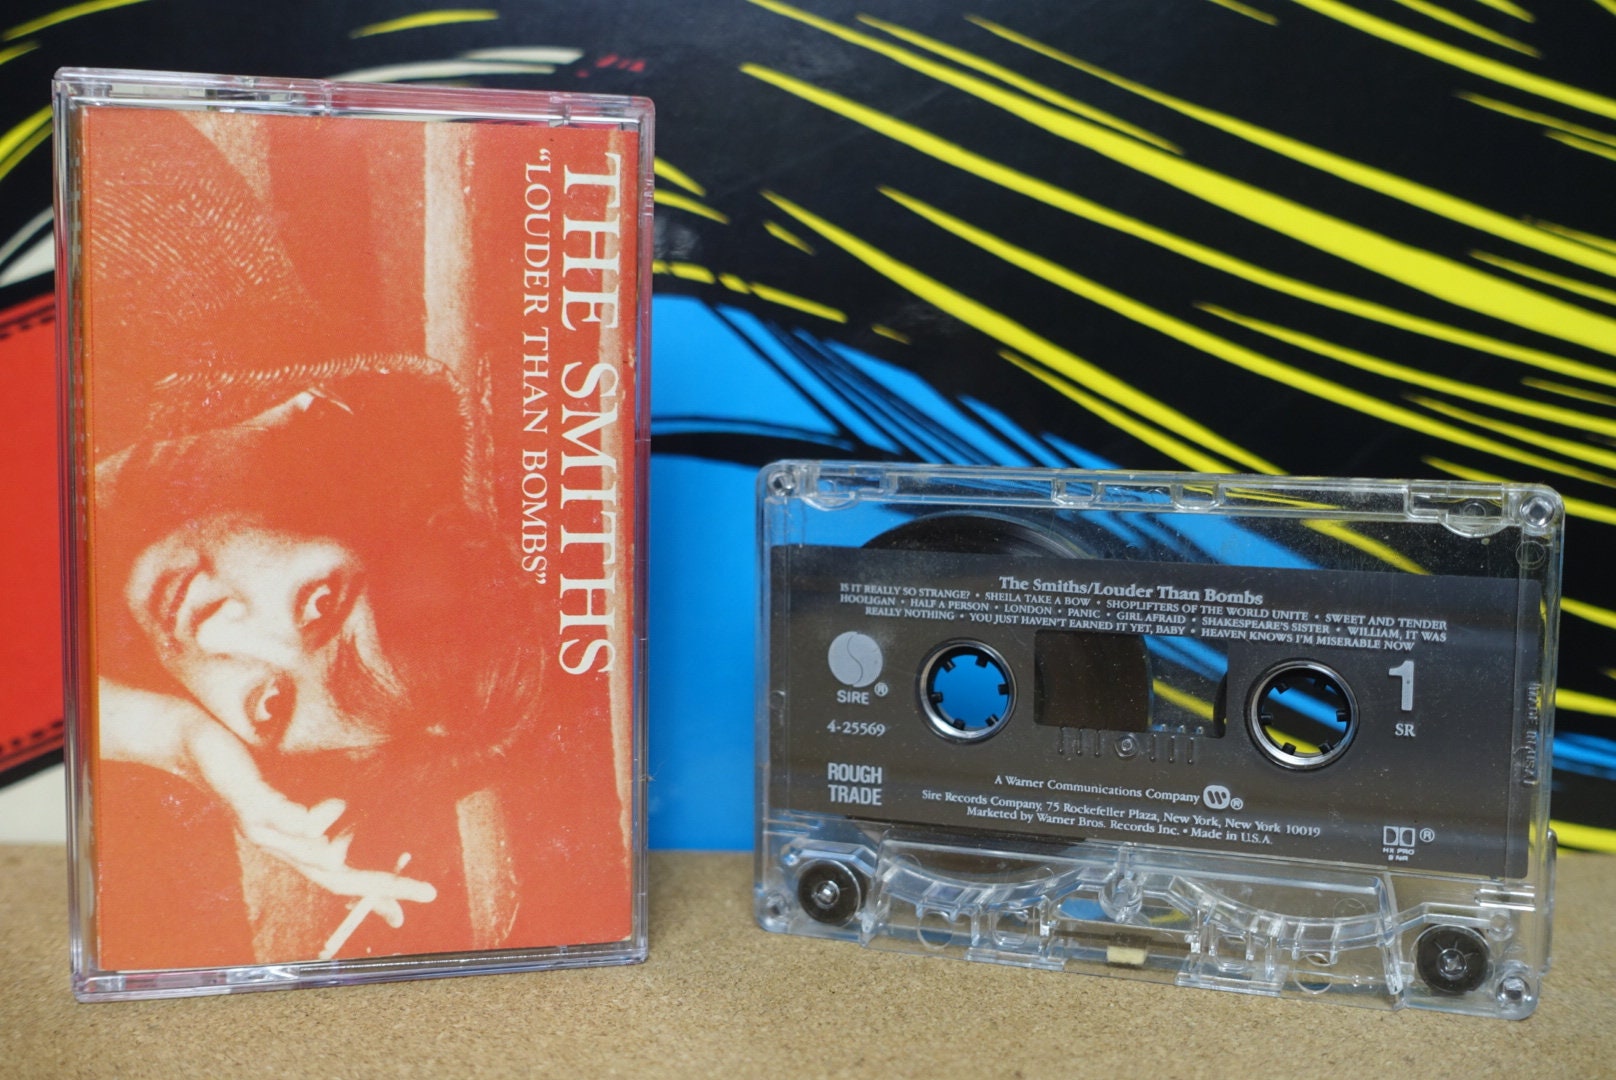 THE SMITHS
“LOUDER THAN BOMBS”
The Smiths/Louder Than Bombs
IS IT REALLY SO STRANGE? • SHEILA TAKE A BOW • SHOPLIFTERS OF THE WORLD UNITE • SWEET AND TENDER
HOOLIGAN • HALF A PERSON • LONDON • PANIC • GIRL AFRAID • SHAKESPEARE'S SISTER • WILLIAM, IT WAS
REALLY NOTHING • YOU JUST HAVEN'T EARNED IT YET, BABY • HEAVEN KNOWS I'M MISERABLE NOW
SIRE ®
1
4-25569
SR
ROUGH
TRADE
A Warner Communications Company ®
Sire Records Company, 75 Rockefeller Plaza, New York, New York 10019
Marketed by Warner Bros. Records Inc. • Made in U.S.A.
®
HX PRO
B NR